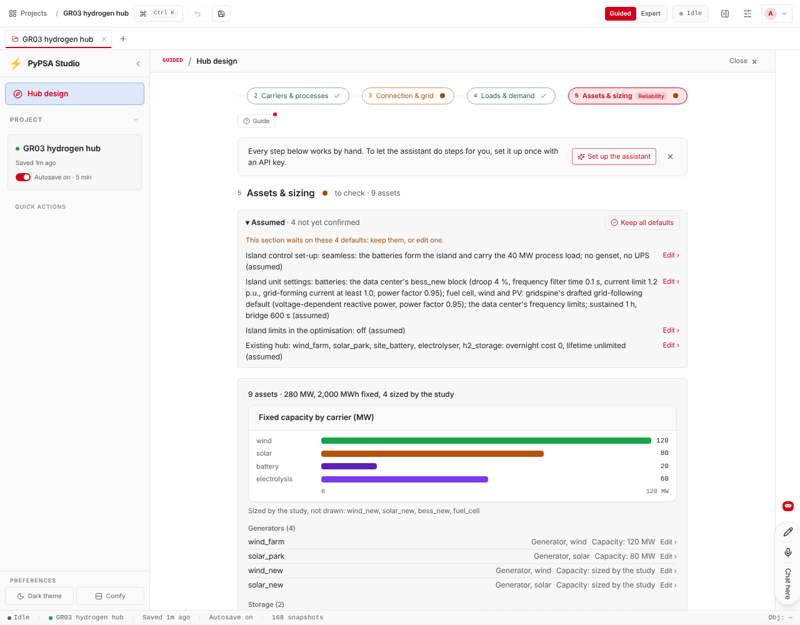 Projects / GR03 hydrogen hub ⌘ Ctrl K Guided Expert Idle A
GR03 hydrogen hub × +
PyPSA Studio
GUIDED / Hub design Close ×
Hub design
PROJECT
GR03 hydrogen hub
Saved 1m ago
Autosave on · 5 min
QUICK ACTIONS
2 Carriers & processes ✓ 3 Connection & grid 4 Loads & demand ✓ 5 Assets & sizing Reliability
Guide
Every step below works by hand. To let the assistant do steps for you, set it up once with
an API key.
Set up the assistant ×
5 Assets & sizing to check · 9 assets
▾ Assumed · 4 not yet confirmed Keep all defaults
This section waits on these 4 defaults: keep them, or edit one.
Island control set-up: seamless: the batteries form the island and carry the 40 MW process load; no genset, no UPS Edit ›
(assumed)
Island unit settings: batteries: the data center's bess_new block (droop 4 %, frequency filter time 0.1 s, current limit 1.2 Edit ›
p.u., grid-forming current at least 1.0, power factor 0.95); fuel cell, wind and PV: gridspine's drafted grid-following
default (voltage-dependent reactive power, power factor 0.95); the data center's frequency limits; sustained 1 h,
bridge 600 s (assumed)
Island limits in the optimisation: off (assumed) Edit ›
Existing hub: wind_farm, solar_park, site_battery, electrolyser, h2_storage: overnight cost 0, lifetime unlimited Edit ›
(assumed)
9 assets · 280 MW, 2,000 MWh fixed, 4 sized by the study
Fixed capacity by carrier (MW)
wind 120
solar 80
battery 20
electrolysis 60
0 120 MW
Sized by the study, not drawn: wind_new, solar_new, bess_new, fuel_cell
Generators (4)
wind_farm Generator, wind Capacity: 120 MW Edit ›
solar_park Generator, solar Capacity: 80 MW Edit ›
wind_new Generator, wind Capacity: sized by the study Edit ›
solar_new Generator, solar Capacity: sized by the study Edit ›
Storage (2)
Chat here
PREFERENCES
Dark theme Comfy
Idle GR03 hydrogen hub Saved 1m ago Autosave on 168 snapshots Obj: —